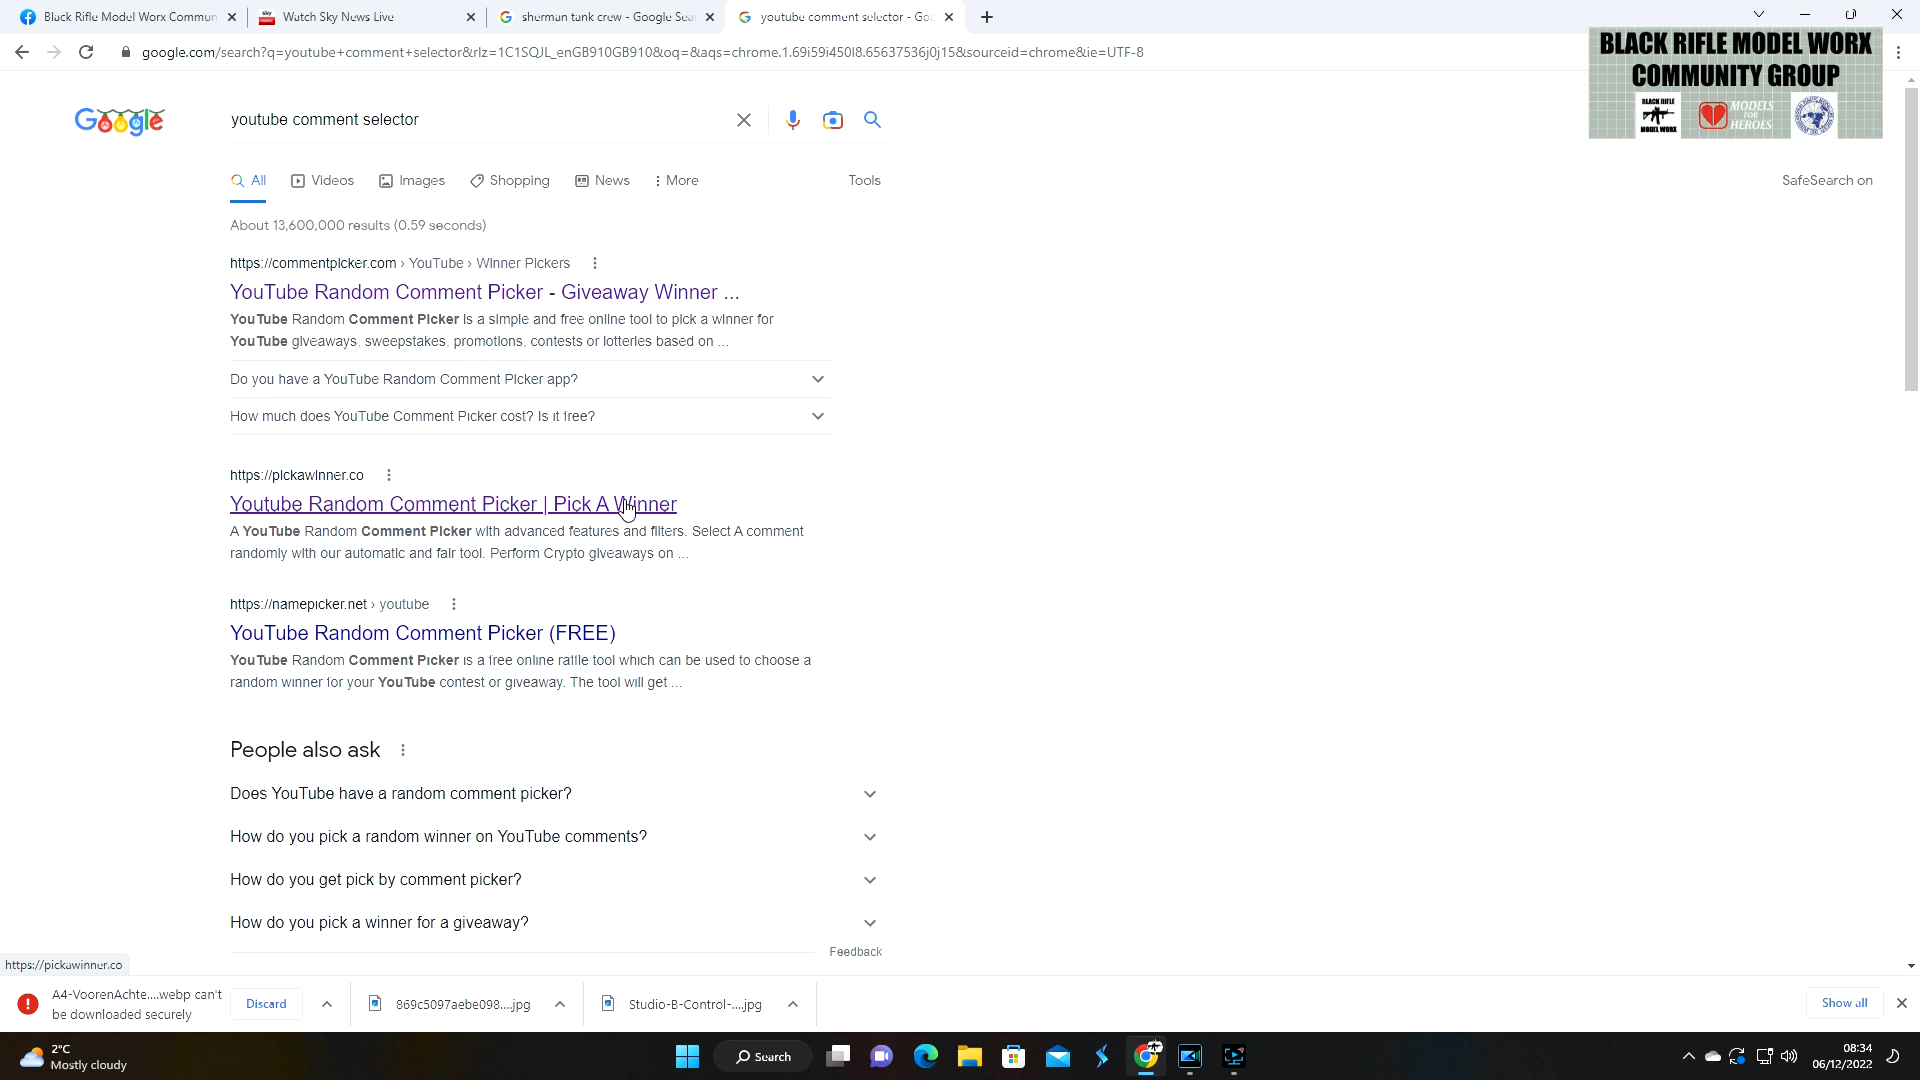 Black Rifle Model Worx Commun
Watch Sky News Live
sherman tank crew - Google Sea
youtube comment selector - Goo
google.com/search?q=youtube+comment+selector&rlz=1C1SQJL_enGB910GB910&oq=&aqs=chrome.1.69i59i450l8.65637536j0j15&sourceid=chrome&ie=UTF-8
BLACK RIFLE MODEL WORX
COMMUNITY GROUP
BLACK RIFLE
MODEL WORX
MODELS
FOR
HEROES
Google
youtube comment selector
All
Videos
Images
Shopping
News
More
Tools
SafeSearch on
About 13,600,000 results (0.59 seconds)
https://commentpicker.com › YouTube › Winner Pickers
YouTube Random Comment Picker - Giveaway Winner ...
YouTube Random Comment Picker is a simple and free online tool to pick a winner for
YouTube giveaways, sweepstakes, promotions, contests or lotteries based on ...
Do you have a YouTube Random Comment Picker app?
How much does YouTube Comment Picker cost? Is it free?
https://pickawinner.co
Youtube Random Comment Picker | Pick A Winner
A YouTube Random Comment Picker with advanced features and filters. Select A comment
randomly with our automatic and fair tool. Perform Crypto giveaways on ...
https://namepicker.net › youtube
YouTube Random Comment Picker (FREE)
YouTube Random Comment Picker is a free online raffle tool which can be used to choose a
random winner for your YouTube contest or giveaway. The tool will get ...
People also ask
Does YouTube have a random comment picker?
How do you pick a random winner on YouTube comments?
How do you get pick by comment picker?
How do you pick a winner for a giveaway?
Feedback
https://pickawinner.co
A4-VoorenAchte....webp can't
be downloaded securely
Discard
869c5097aebe098....jpg
Studio-B-Control-....jpg
Show all
2°C
Mostly cloudy
Search
08:34
06/12/2022